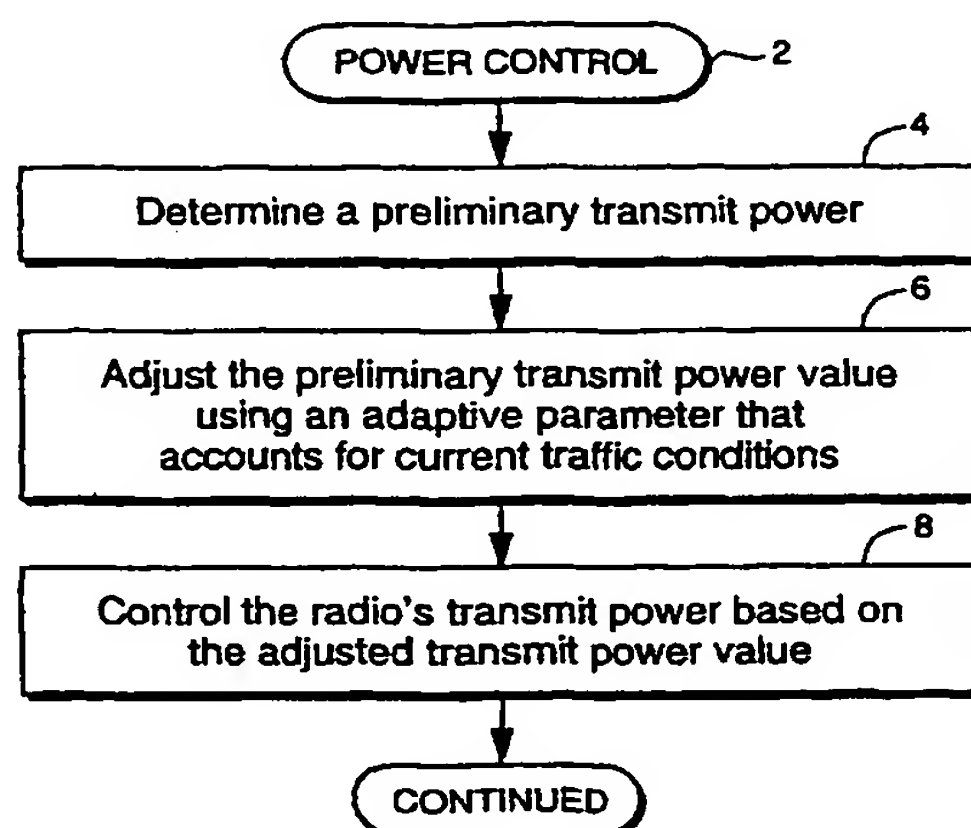 POWER CONTROL
2
4
Determine a preliminary transmit power
6
Adjust the preliminary transmit power value
using an adaptive parameter that
accounts for current traffic conditions
8
Control the radio's transmit power based on
the adjusted transmit power value
CONTINUED